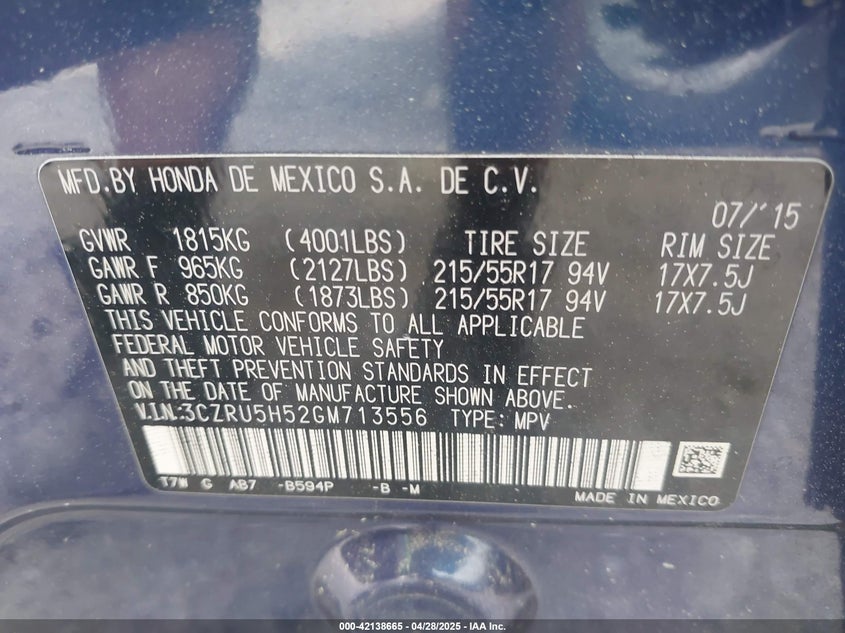 MFD.BY HONDA DE MEXICO S.A. DE C.V.
07/'15
GVWR 1815KG (4001LBS) TIRE SIZE RIM SIZE
GAWR F 965KG (2127LBS) 215/55R17 94V 17X7.5J
GAWR R 850KG (1873LBS) 215/55R17 94V 17X7.5J
THIS VEHICLE CONFORMS TO ALL APPLICABLE
FEDERAL MOTOR VEHICLE SAFETY
AND THEFT PREVENTION STANDARDS IN EFFECT
ON THE DATE OF MANUFACTURE SHOWN ABOVE.
V.I.N:3CZRU5H52GM713556 TYPE: MPV
T7W G AB7 -B594P -B -M
MADE IN MEXICO
000-42138665 | 04/28/2025 - IAA Inc.